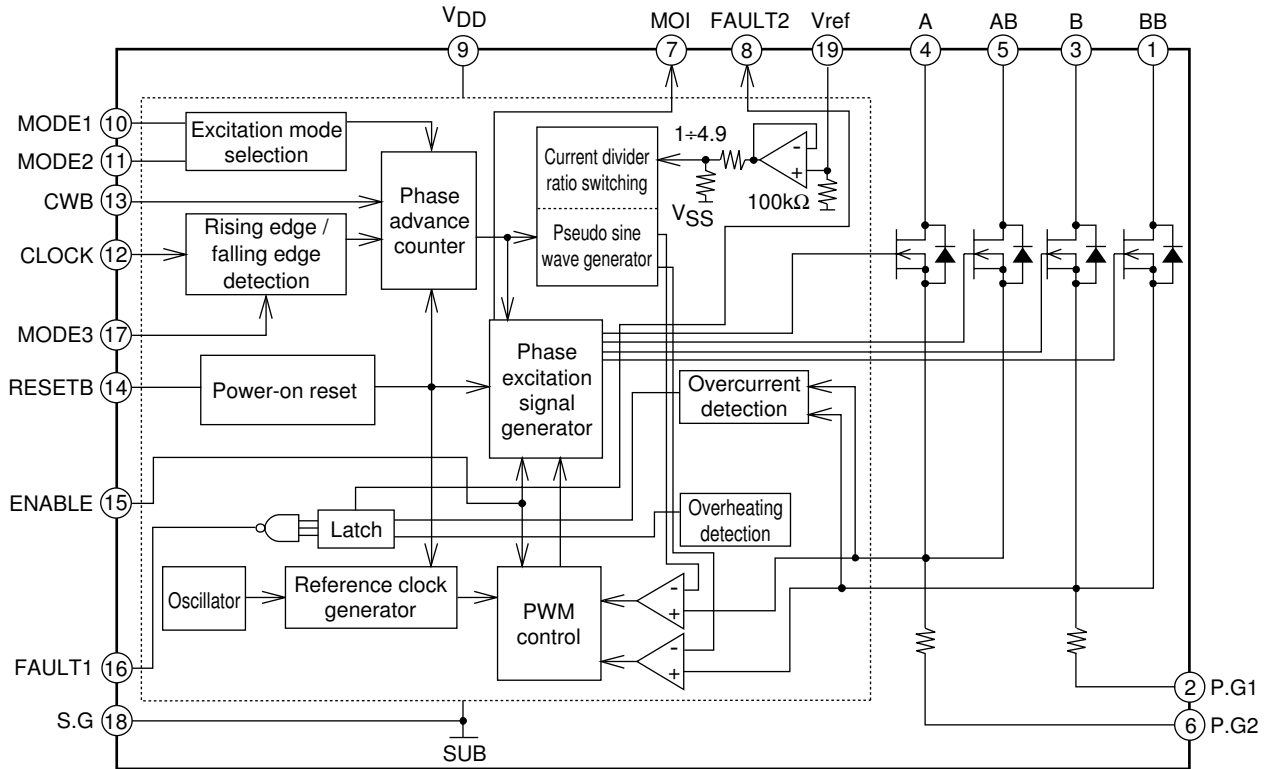 VDD
MOI
FAULT2
Vref
A
AB
B
BB
9
7
8
19
4
5
3
1
MODE1
10
MODE2
11
CWB
13
CLOCK
12
MODE3
17
RESETB
14
ENABLE
15
FAULT1
16
S.G
18
Excitation mode
selection
Phase
advance
counter
Rising edge /
falling edge
detection
Current divider
ratio switching
Pseudo sine
wave generator
1÷4.9
-
+
100kΩ
VSS
Power-on reset
Phase
excitation
signal
generator
Overcurrent
detection
Overheating
detection
Latch
Oscillator
Reference clock
generator
PWM
control
-
+
-
+
2
P.G1
6
P.G2
SUB